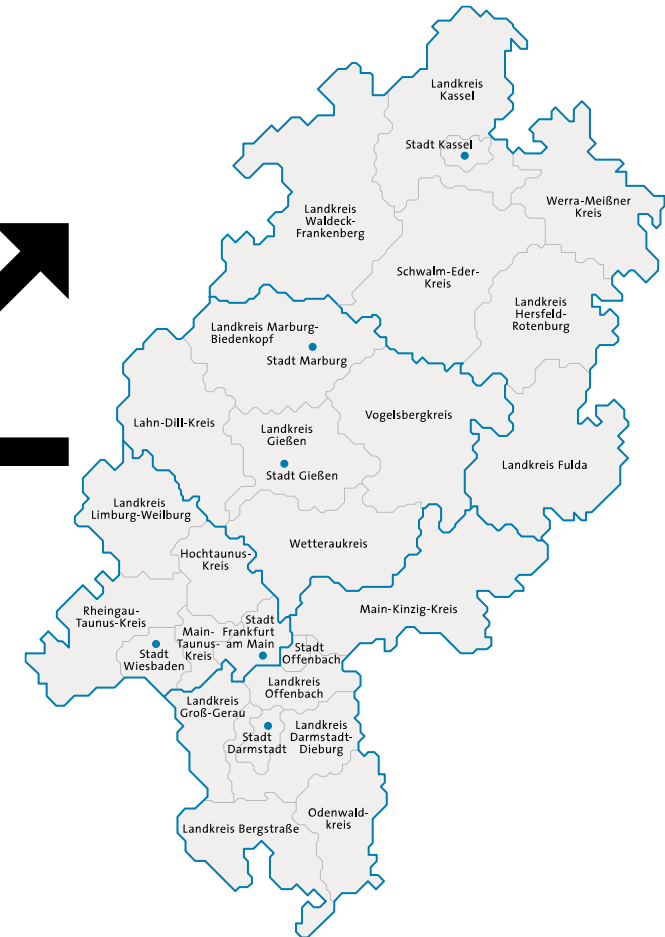 Landkreis
Kassel
Stadt Kassel
Werra-Meißner
Kreis
Landkreis
Waldeck-
Frankenberg
Schwalm-Eder-
Kreis
Landkreis
Hersfeld-
Rotenburg
Landkreis Marburg-
Biedenkopf
Stadt Marburg
Lahn-Dill-Kreis
Landkreis
Gießen
Stadt Gießen
Vogelsbergkreis
Landkreis Fulda
Landkreis
Limburg-Weilburg
Wetteraukreis
Hochtaunus-
Kreis
Rheingau-
Taunus-Kreis
Main-Kinzig-Kreis
Stadt
Wiesbaden
Main-
Taunus-
Kreis
Stadt
Frankfurt
am Main
Stadt
Offenbach
Landkreis
Offenbach
Landkreis
Groß-Gerau
Stadt
Darmstadt
Landkreis
Darmstadt-
Dieburg
Odenwald-
kreis
Landkreis Bergstraße